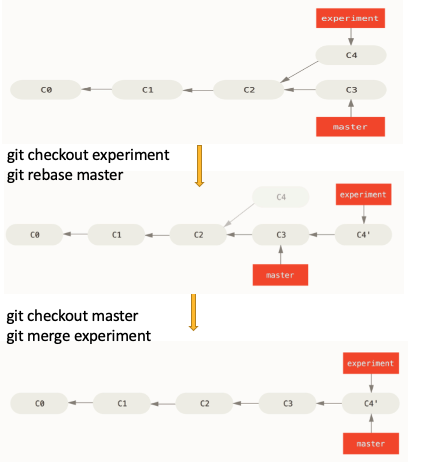 experiment
C4
C0 C1 C2 C3
master
git checkout experiment
git rebase master
C4 experiment
C0 C1 C2 C3 C4'
master
git checkout master
git merge experiment
experiment
C0 C1 C2 C3 C4'
master